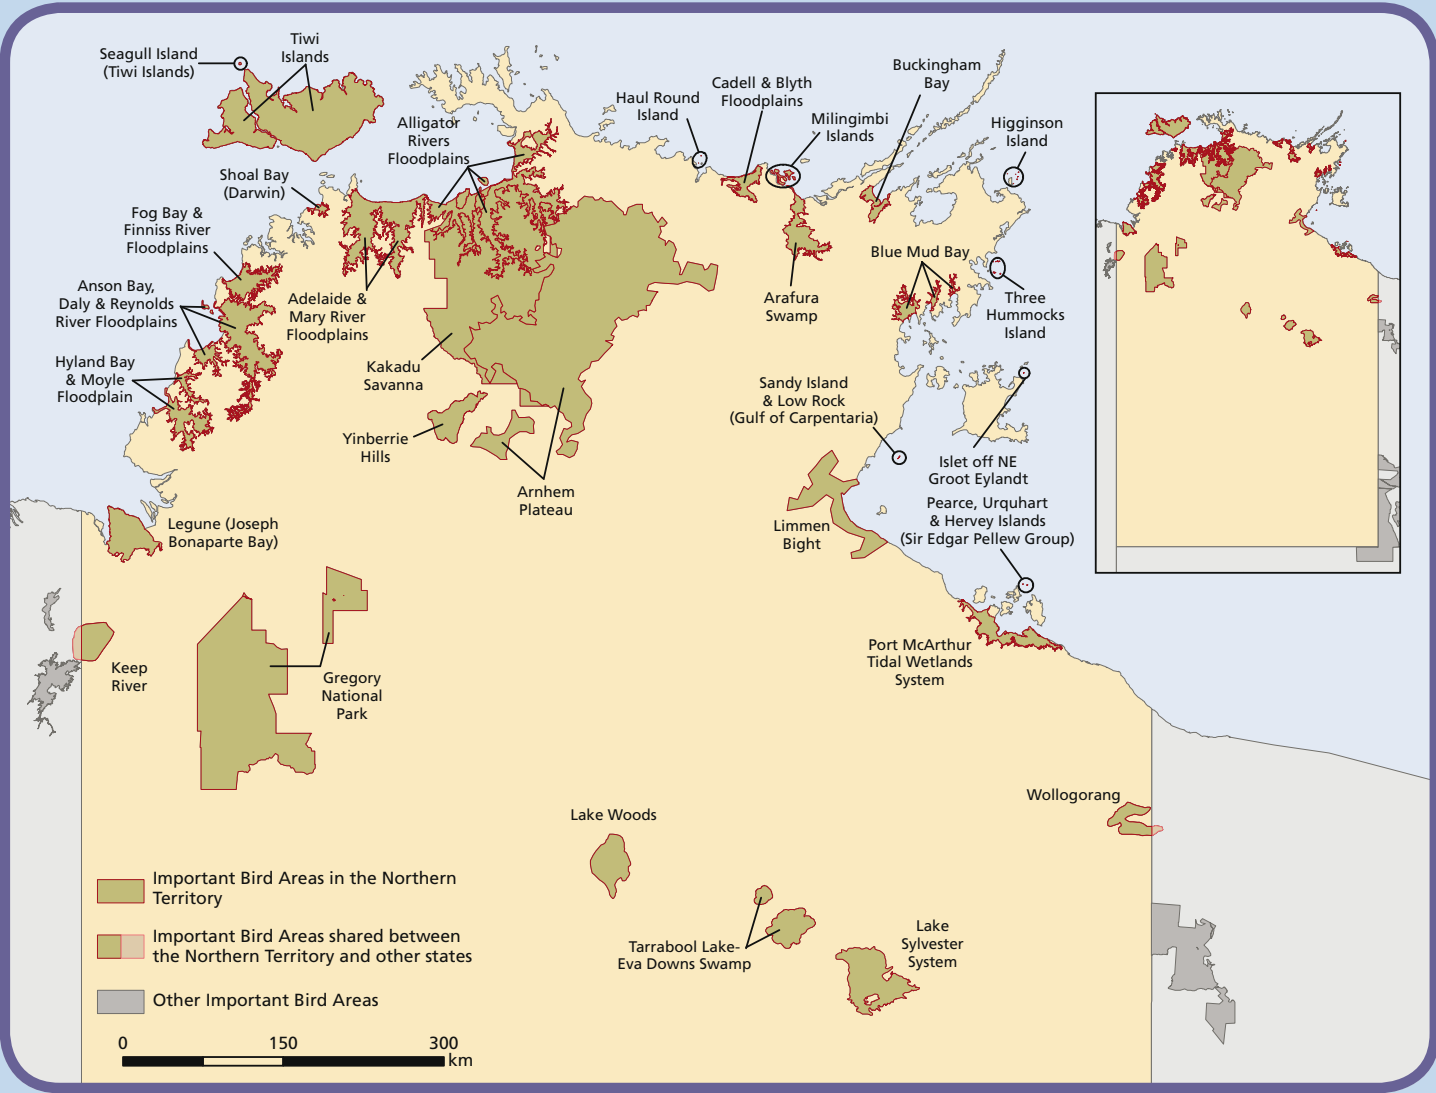 Seagull Island
(Tiwi Islands)
Tiwi
Islands
Alligator
Rivers
Floodplains
Haul Round
Island
Cadell & Blyth
Floodplains
Milingimbi
Islands
Buckingham
Bay
Higginson
Island
Shoal Bay
(Darwin)
Fog Bay &
Finniss River
Floodplains
Anson Bay,
Daly & Reynolds
River Floodplains
Adelaide &
Mary River
Floodplains
Hyland Bay
& Moyle
Floodplain
Kakadu
Savanna
Yinberrie
Hills
Arnhem
Plateau
Arafura
Swamp
Blue Mud Bay
Three
Hummocks
Island
Sandy Island
& Low Rock
(Gulf of Carpentaria)
Islet off NE
Groot Eylandt
Pearce, Urquhart
& Hervey Islands
(Sir Edgar Pellew Group)
Limmen
Bight
Legune (Joseph
Bonaparte Bay)
Keep
River
Gregory
National
Park
Port McArthur
Tidal Wetlands
System
Wollogorang
Lake Woods
Tarrabool Lake-
Eva Downs Swamp
Lake
Sylvester
System
Important Bird Areas in the Northern
Territory
Important Bird Areas shared between
the Northern Territory and other states
Other Important Bird Areas
0 150 300
km